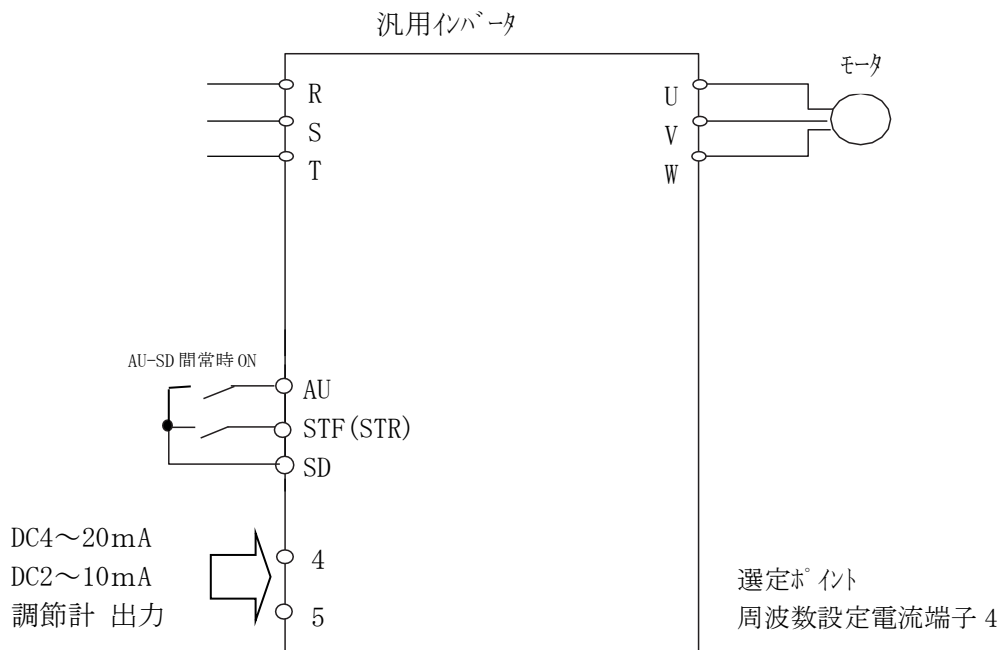 汎用ｲﾝﾊﾞｰﾀ
ﾓｰﾀ
R
S
T
U
V
W
AU-SD 間常時 ON
AU
STF(STR)
SD
DC4～20mA
DC2～10mA
調節計 出力
4
5
選定ﾎﾟｲﾝﾄ
周波数設定電流端子 4